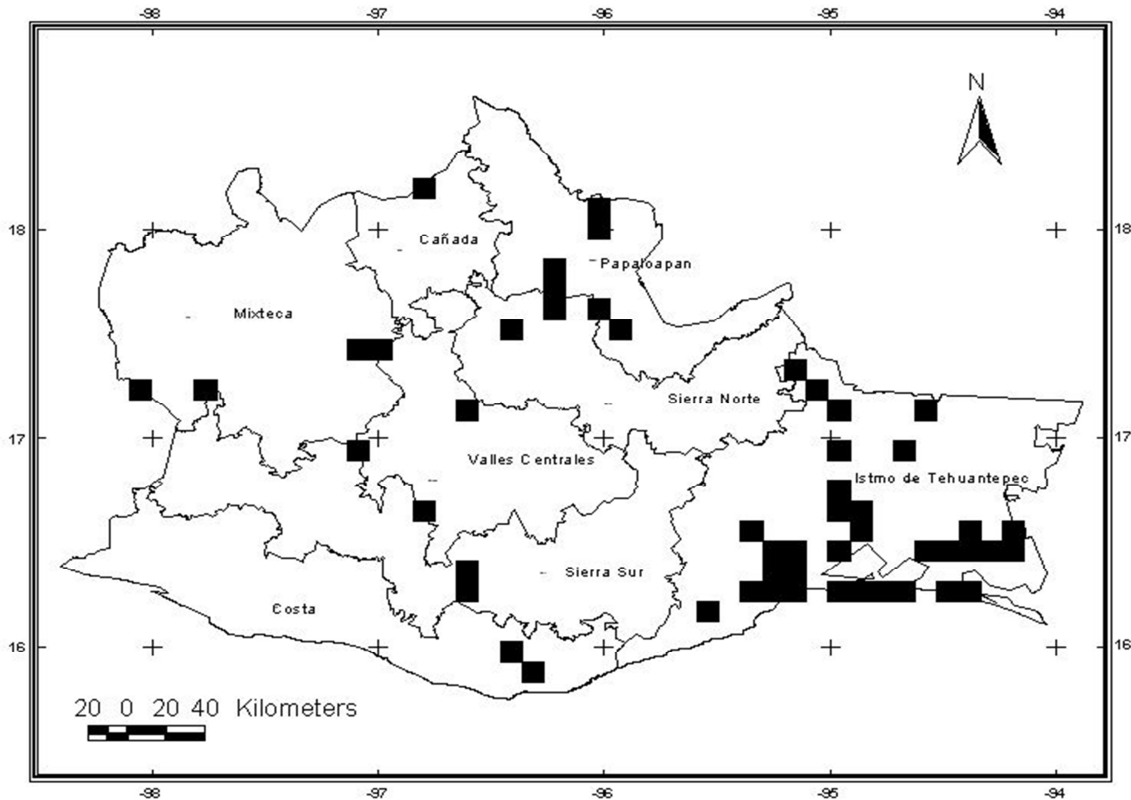 -98 -97 -96 -95 -94
N
18 18
Cañada
Papaloapan
Mixteca
Sierra Norte
17 17
Valles Centrales
Istmo de Tehuantepec
Sierra Sur
Costa
16 16
20 0 20 40 Kilometers
-98 -97 -96 -95 -94